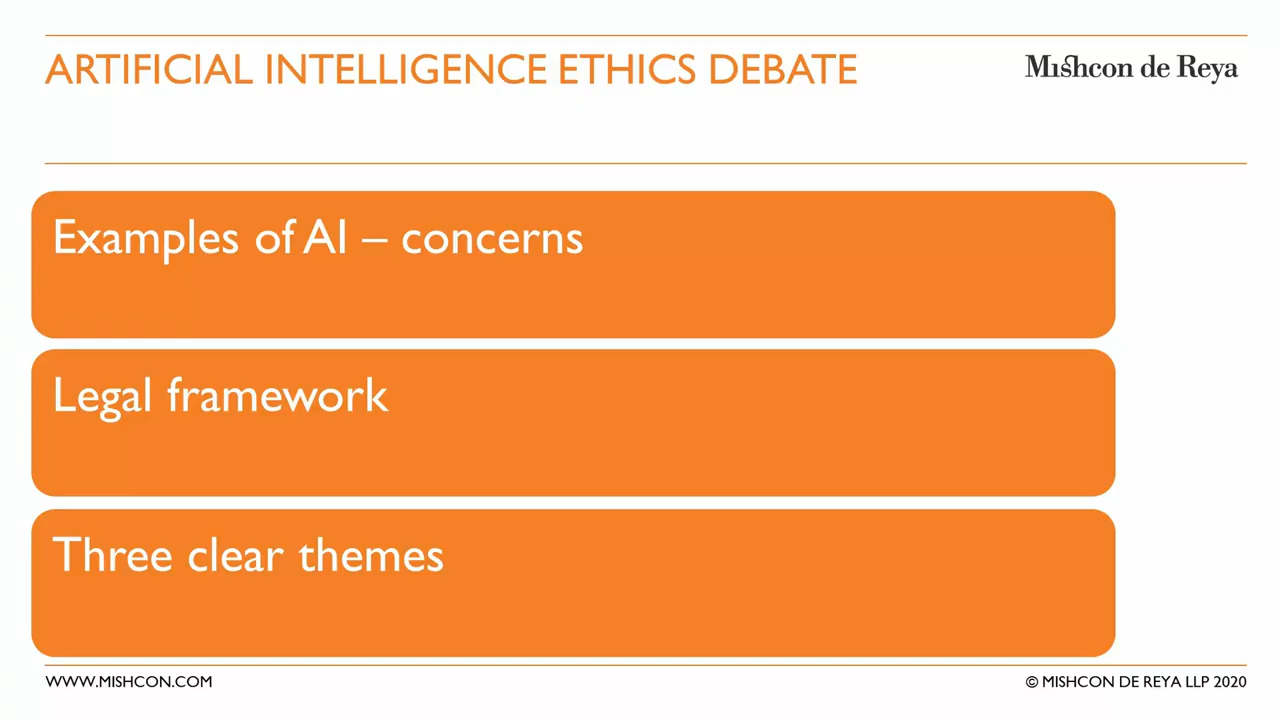 ARTIFICIAL INTELLIGENCE ETHICS DEBATE
Mishcon de Reya
Examples of AI – concerns
Legal framework
Three clear themes
WWW.MISHCON.COM
© MISHCON DE REYA LLP 2020